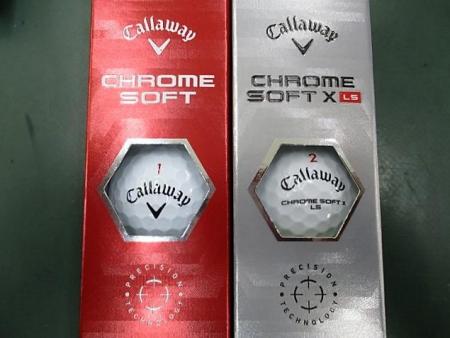 Callaway
CHROME
SOFT
1
Callaway
PRECISION
TECHNOLOGY
Callaway
CHROME
SOFT X LS
2
Callaway
CHROME SOFT X
LS
PRECISION
TECHNOLOGY